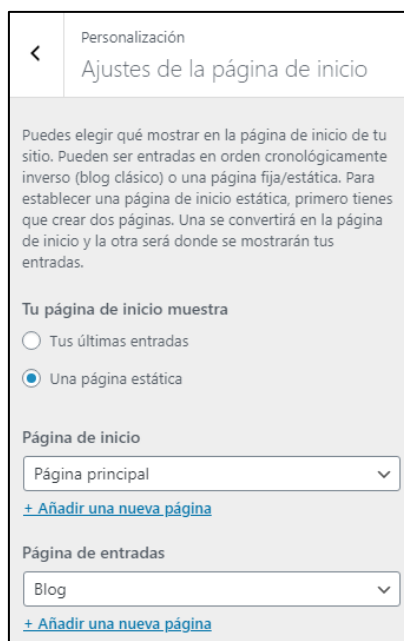 Personalización
Ajustes de la página de inicio
Puedes elegir qué mostrar en la página de inicio de tu
sitio. Pueden ser entradas en orden cronológicamente
inverso (blog clásico) o una página fija/estática. Para
establecer una página de inicio estática, primero tienes
que crear dos páginas. Una se convertirá en la página
de inicio y la otra será donde se mostrarán tus
entradas.
Tu página de inicio muestra
Tus últimas entradas
Una página estática
Página de inicio
Página principal
+ Añadir una nueva página
Página de entradas
Blog
+ Añadir una nueva página